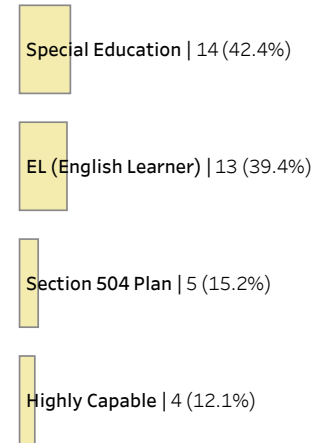 Special Education | 14 (42.4%)
EL (English Learner) | 13 (39.4%)
Section 504 Plan | 5 (15.2%)
Highly Capable | 4 (12.1%)